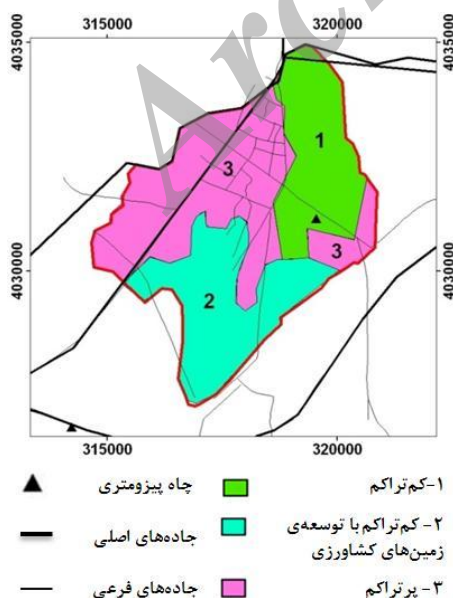 315000 320000
4035000 4035000
1
3
3
4030000 4030000
2
315000 320000
۱-کم‌تراکم
چاه پیزومتری
۲- کم‌تراکم با توسعه‌ی
زمین‌های کشاورزی
جاده‌های اصلی
۳- پرتراکم
جاده‌های فرعی